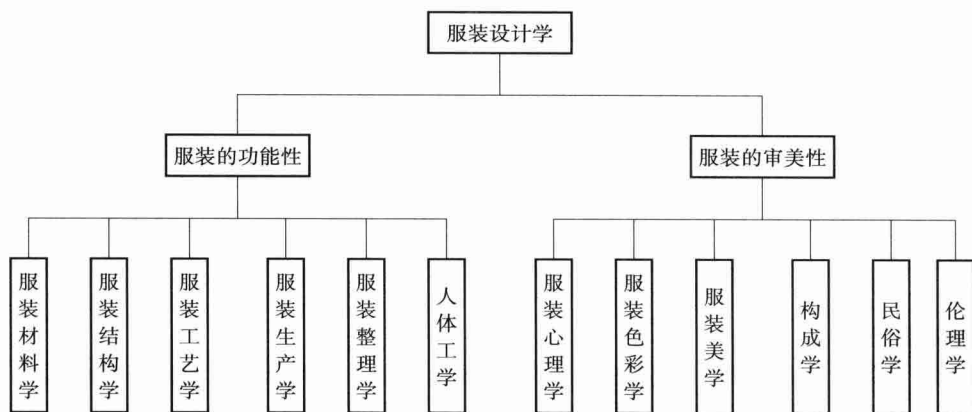 服装设计学
服装的功能性
服装的审美性
服装材料学
服装结构学
服装工艺学
服装生产学
服装整理学
人体工学
服装心理学
服装色彩学
服装美学
构成学
民俗学
伦理学